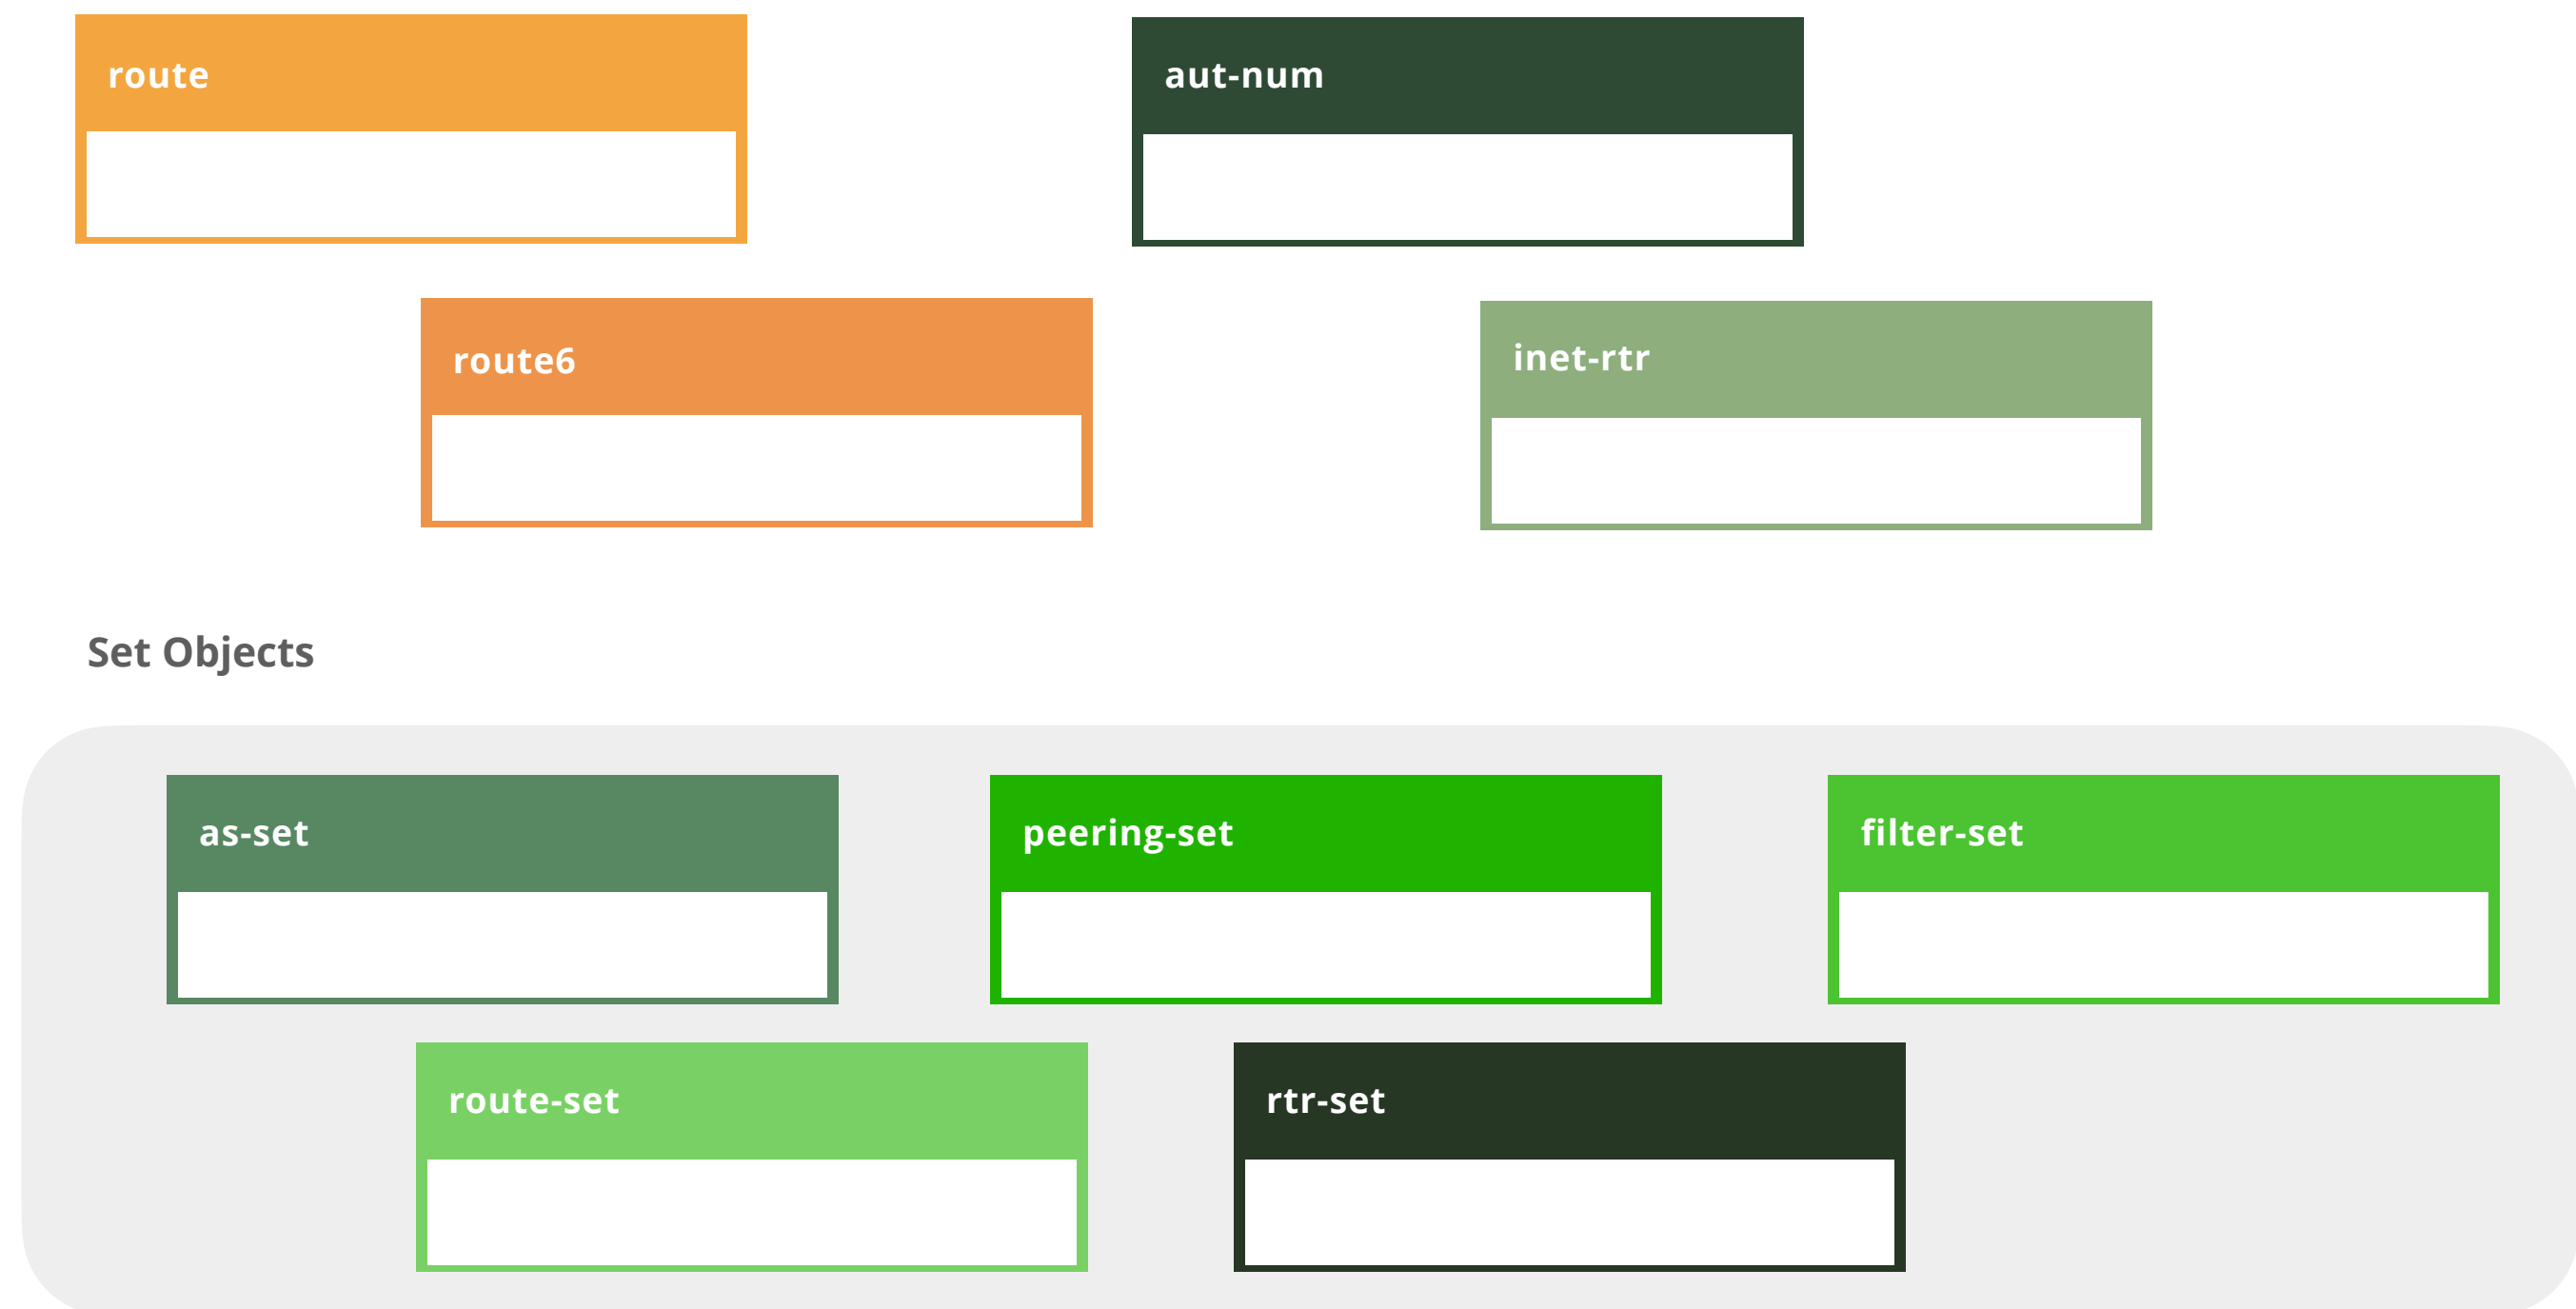 route
aut-num
route6
inet-rtr
Set Objects
as-set
peering-set
filter-set
route-set
rtr-set